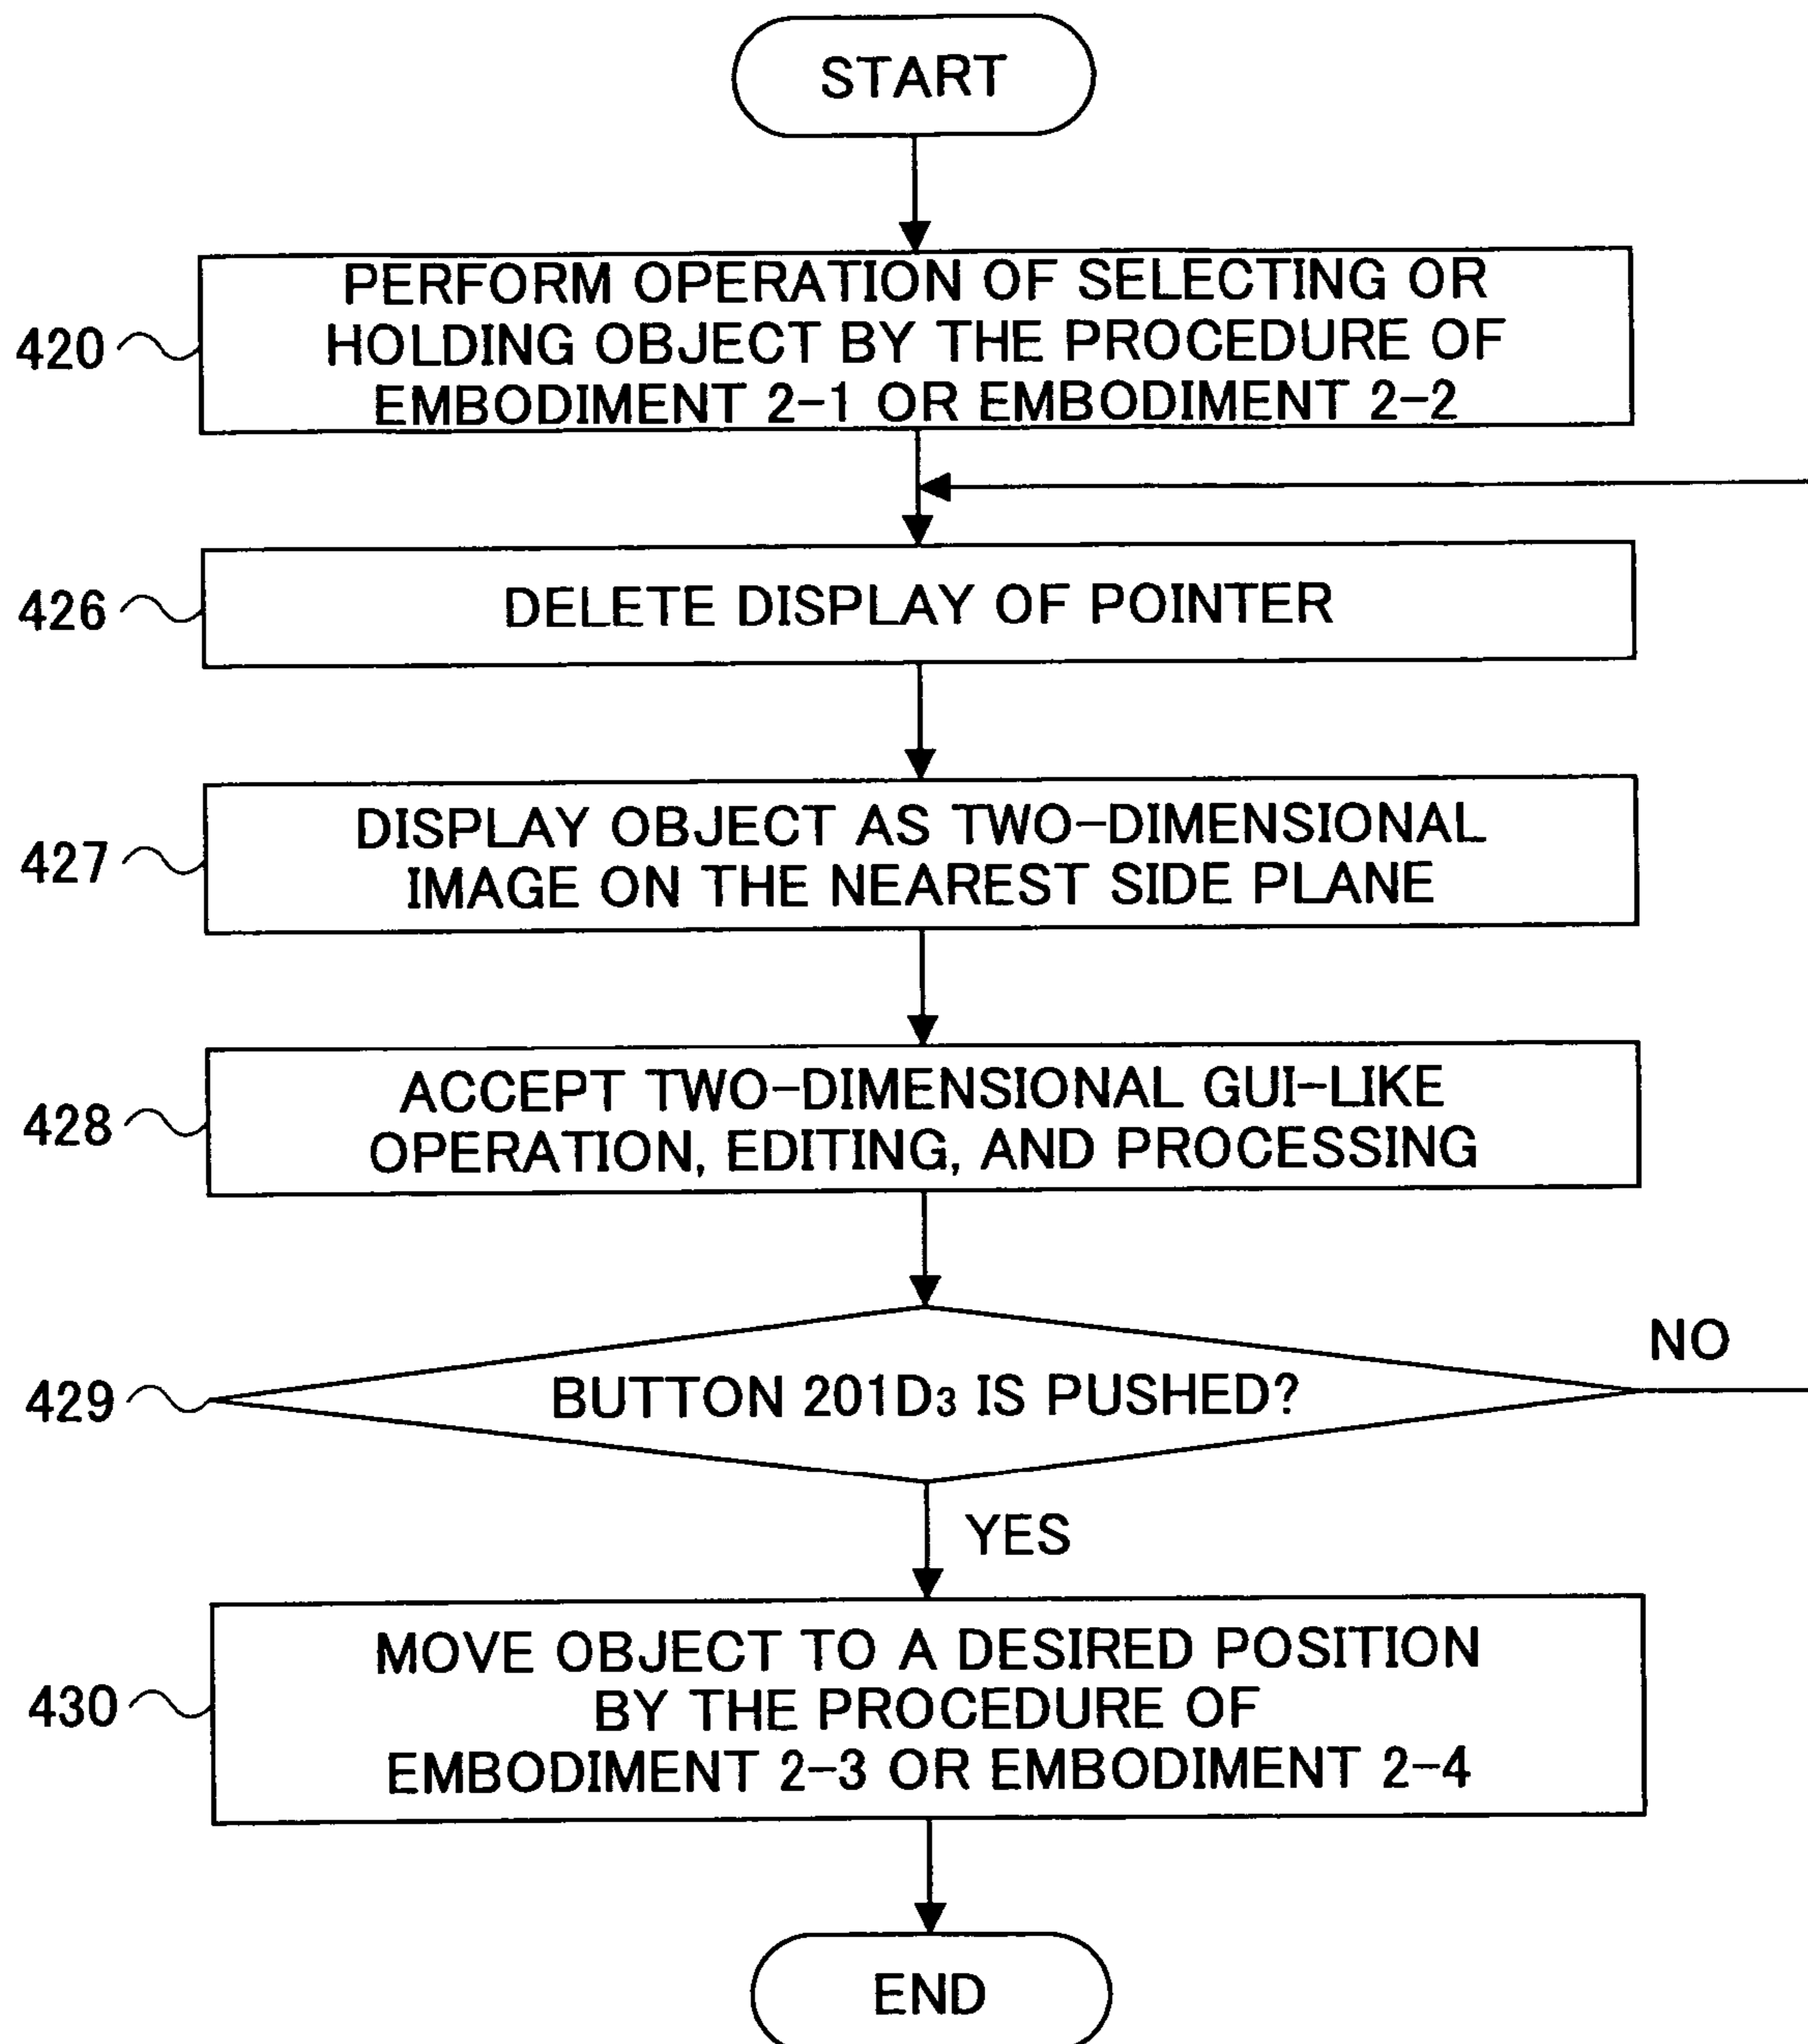 START
PERFORM OPERATION OF SELECTING OR
HOLDING OBJECT BY THE PROCEDURE OF
EMBODIMENT 2-1 OR EMBODIMENT 2-2
420
426
DELETE DISPLAY OF POINTER
427
DISPLAY OBJECT AS TWO-DIMENSIONAL
IMAGE ON THE NEAREST SIDE PLANE
428
ACCEPT TWO-DIMENSIONAL GUI-LIKE
OPERATION, EDITING, AND PROCESSING
429
BUTTON 201D₃ IS PUSHED?
NO
YES
430
MOVE OBJECT TO A DESIRED POSITION
BY THE PROCEDURE OF
EMBODIMENT 2-3 OR EMBODIMENT 2-4
END